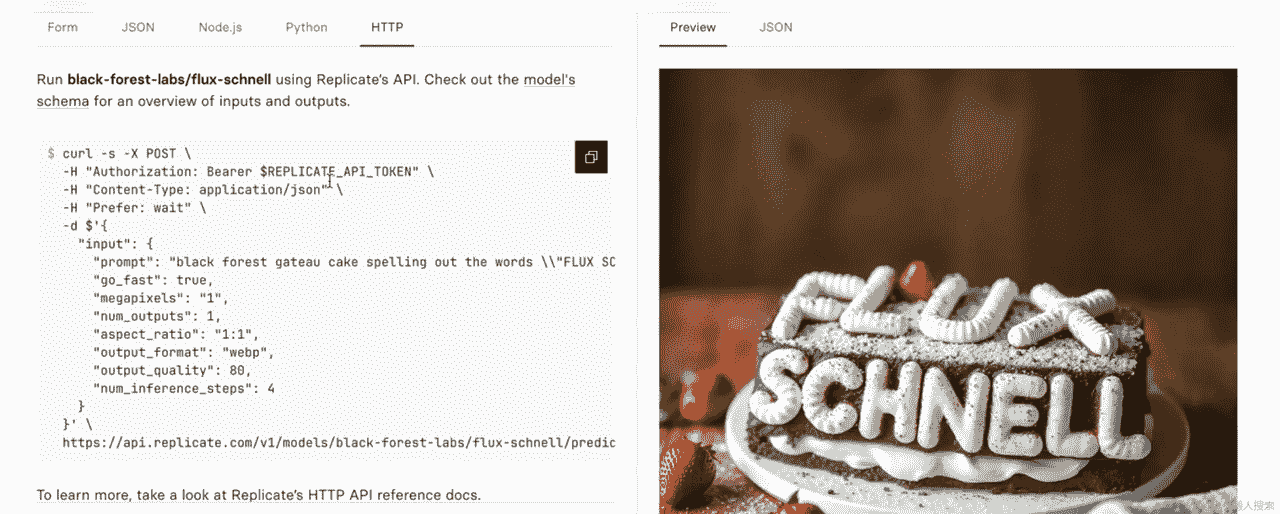 Form JSON Node.js Python HTTP
Run black-forest-labs/flux-schnell using Replicate's API. Check out the model's
schema for an overview of inputs and outputs.
$ curl -s -X POST \
-H "Authorization: Bearer $REPLICATE_API_TOKEN" \
-H "Content-Type: application/json" \
-H "Prefer: wait" \
-d $'{
"input": {
"prompt": "black forest gateau cake spelling out the words \\"FLUX SC
"go_fast": true,
"megapixels": "1",
"num_outputs": 1,
"aspect_ratio": "1:1",
"output_format": "webp",
"output_quality": 80,
"num_inference_steps": 4
}
}' \
https://api.replicate.com/v1/models/black-forest-labs/flux-schnell/predic
To learn more, take a look at Replicate's HTTP API reference docs.
Preview JSON
FLUX
SCHNELL
人搜索